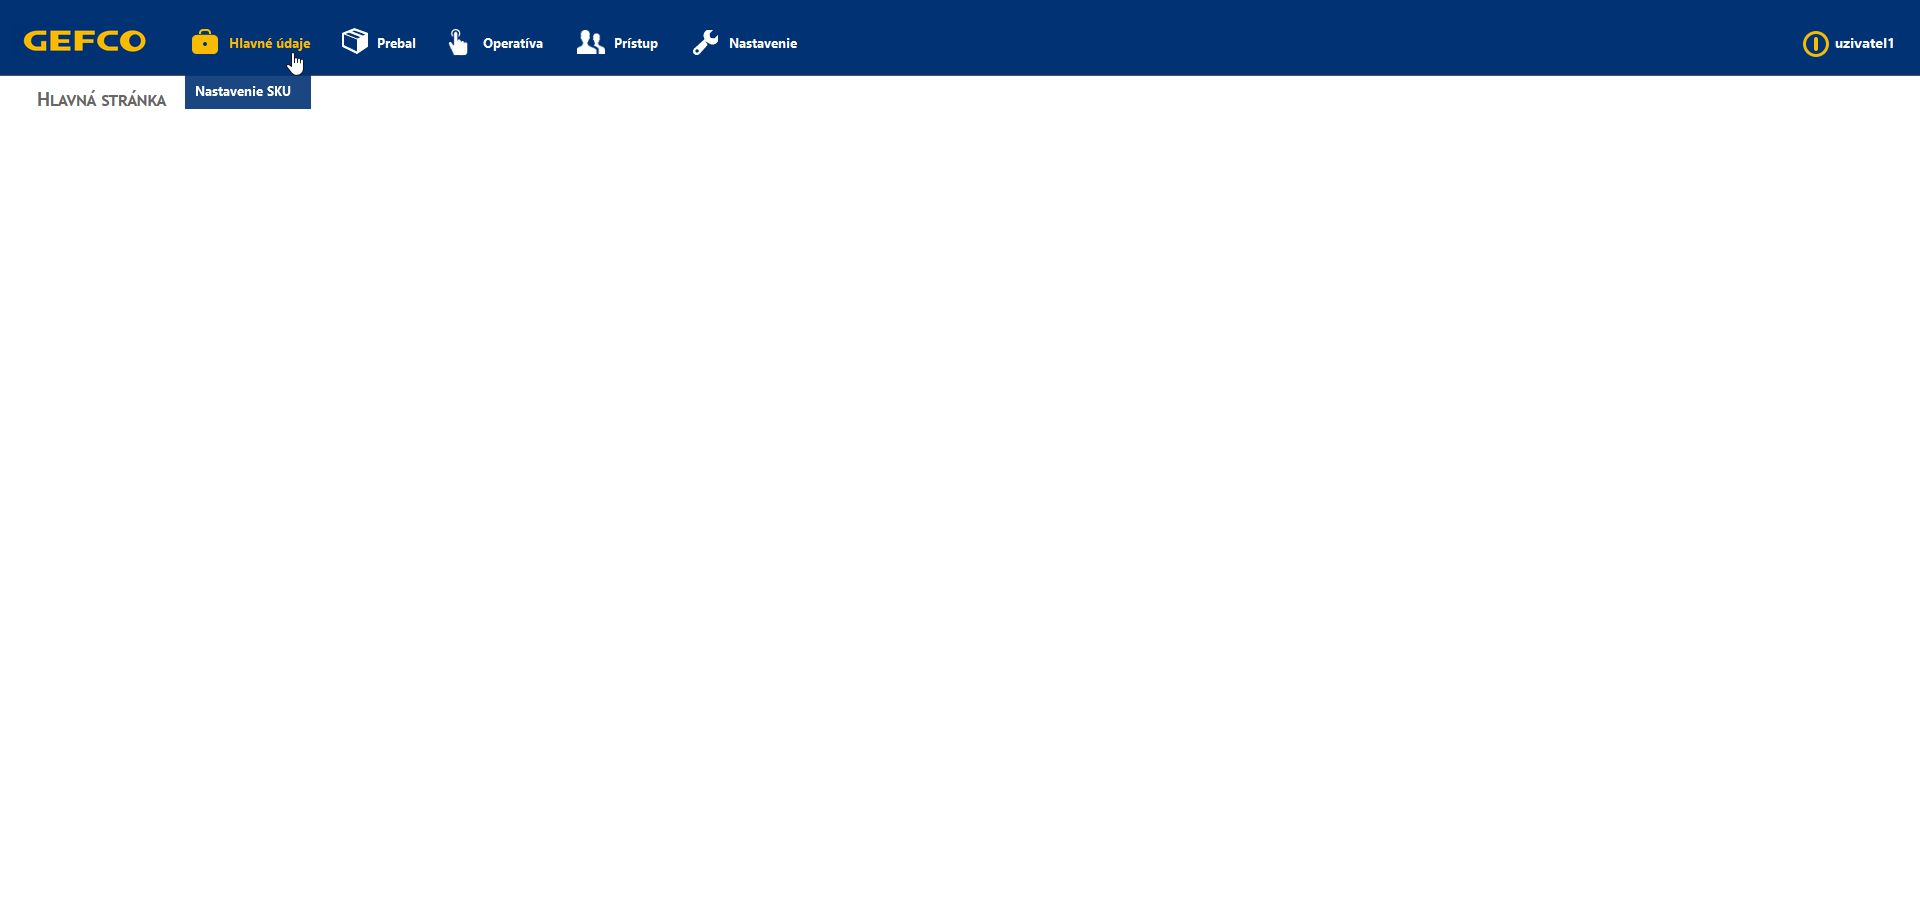 GEFCO
Hlavné údaje
Prebal
Operatíva
Prístup
Nastavenie
uzivatel1
Nastavenie SKU
Hlavná stránka